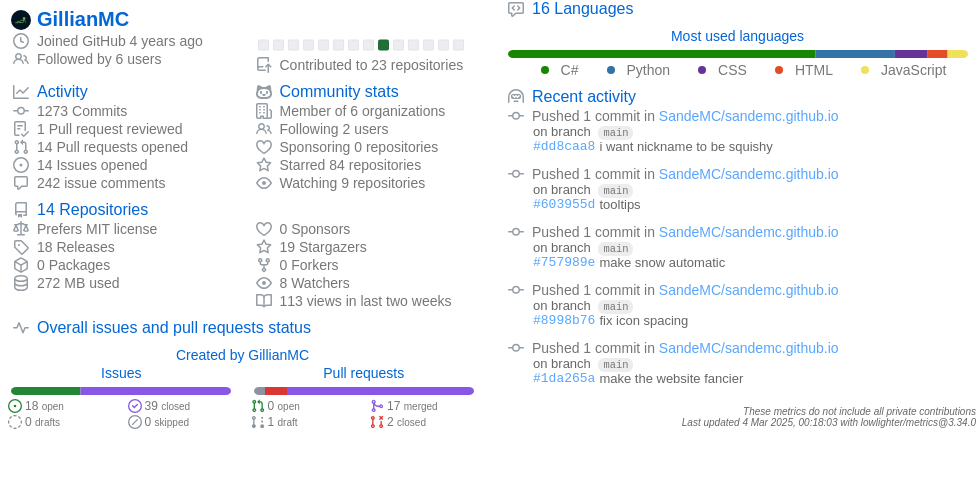 GillianMC
Joined GitHub 4 years ago
Followed by 6 users
Contributed to 23 repositories
Activity
1273 Commits
1 Pull request reviewed
14 Pull requests opened
14 Issues opened
242 issue comments
Community stats
Member of 6 organizations
Following 2 users
Sponsoring 0 repositories
Starred 84 repositories
Watching 9 repositories
14 Repositories
Prefers MIT license
18 Releases
0 Packages
272 MB used
0 Sponsors
19 Stargazers
0 Forkers
8 Watchers
113 views in last two weeks
Overall issues and pull requests status
Created by GillianMC
Issues
18 open
39 closed
0 drafts
0 skipped
Pull requests
0 open
17 merged
1 draft
2 closed
16 Languages
Most used languages
C# Python CSS HTML JavaScript
Recent activity
Pushed 1 commit in SandeMC/sandemc.github.io
on branch main
#dd8caa8 i want nickname to be squishy
Pushed 1 commit in SandeMC/sandemc.github.io
on branch main
#603955d tooltips
Pushed 1 commit in SandeMC/sandemc.github.io
on branch main
#757989e make snow automatic
Pushed 1 commit in SandeMC/sandemc.github.io
on branch main
#8998b76 fix icon spacing
Pushed 1 commit in SandeMC/sandemc.github.io
on branch main
#1da265a make the website fancier
These metrics do not include all private contributions
Last updated 4 Mar 2025, 00:18:03 with lowlighter/metrics@3.34.0